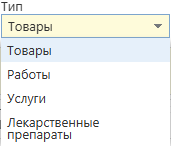 Тип
Товары
Товары
Работы
Услуги
Лекарственные
препараты